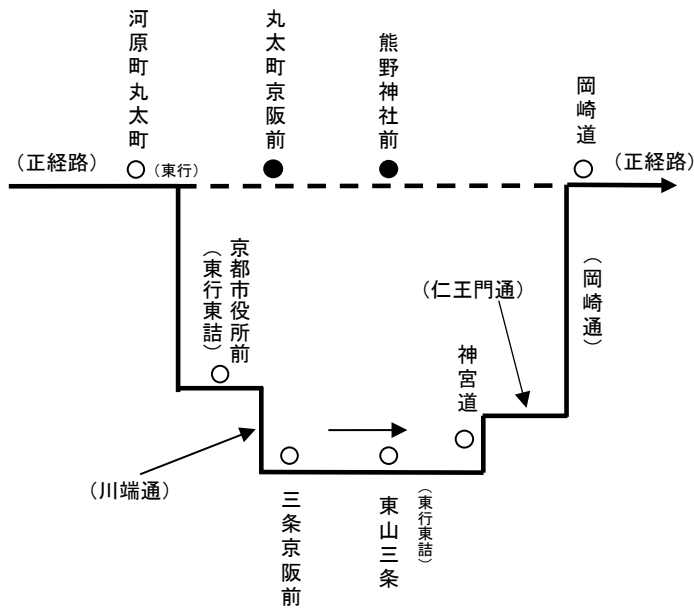 河原町丸太町
丸太町京阪前
熊野神社前
岡崎道
（正経路）
（東行）
（正経路）
京都市役所前
（東行東詰）
（仁王門通）
（岡崎通）
神宮道
（川端通）
三条京阪前
東山三条
（東行東詰）